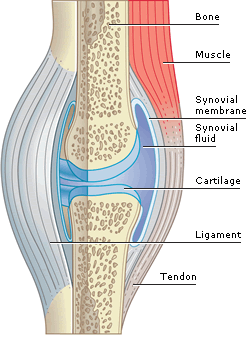 Bone
Muscle
Synovial
membrane
Synovial
fluid
Cartilage
Ligament
Tendon